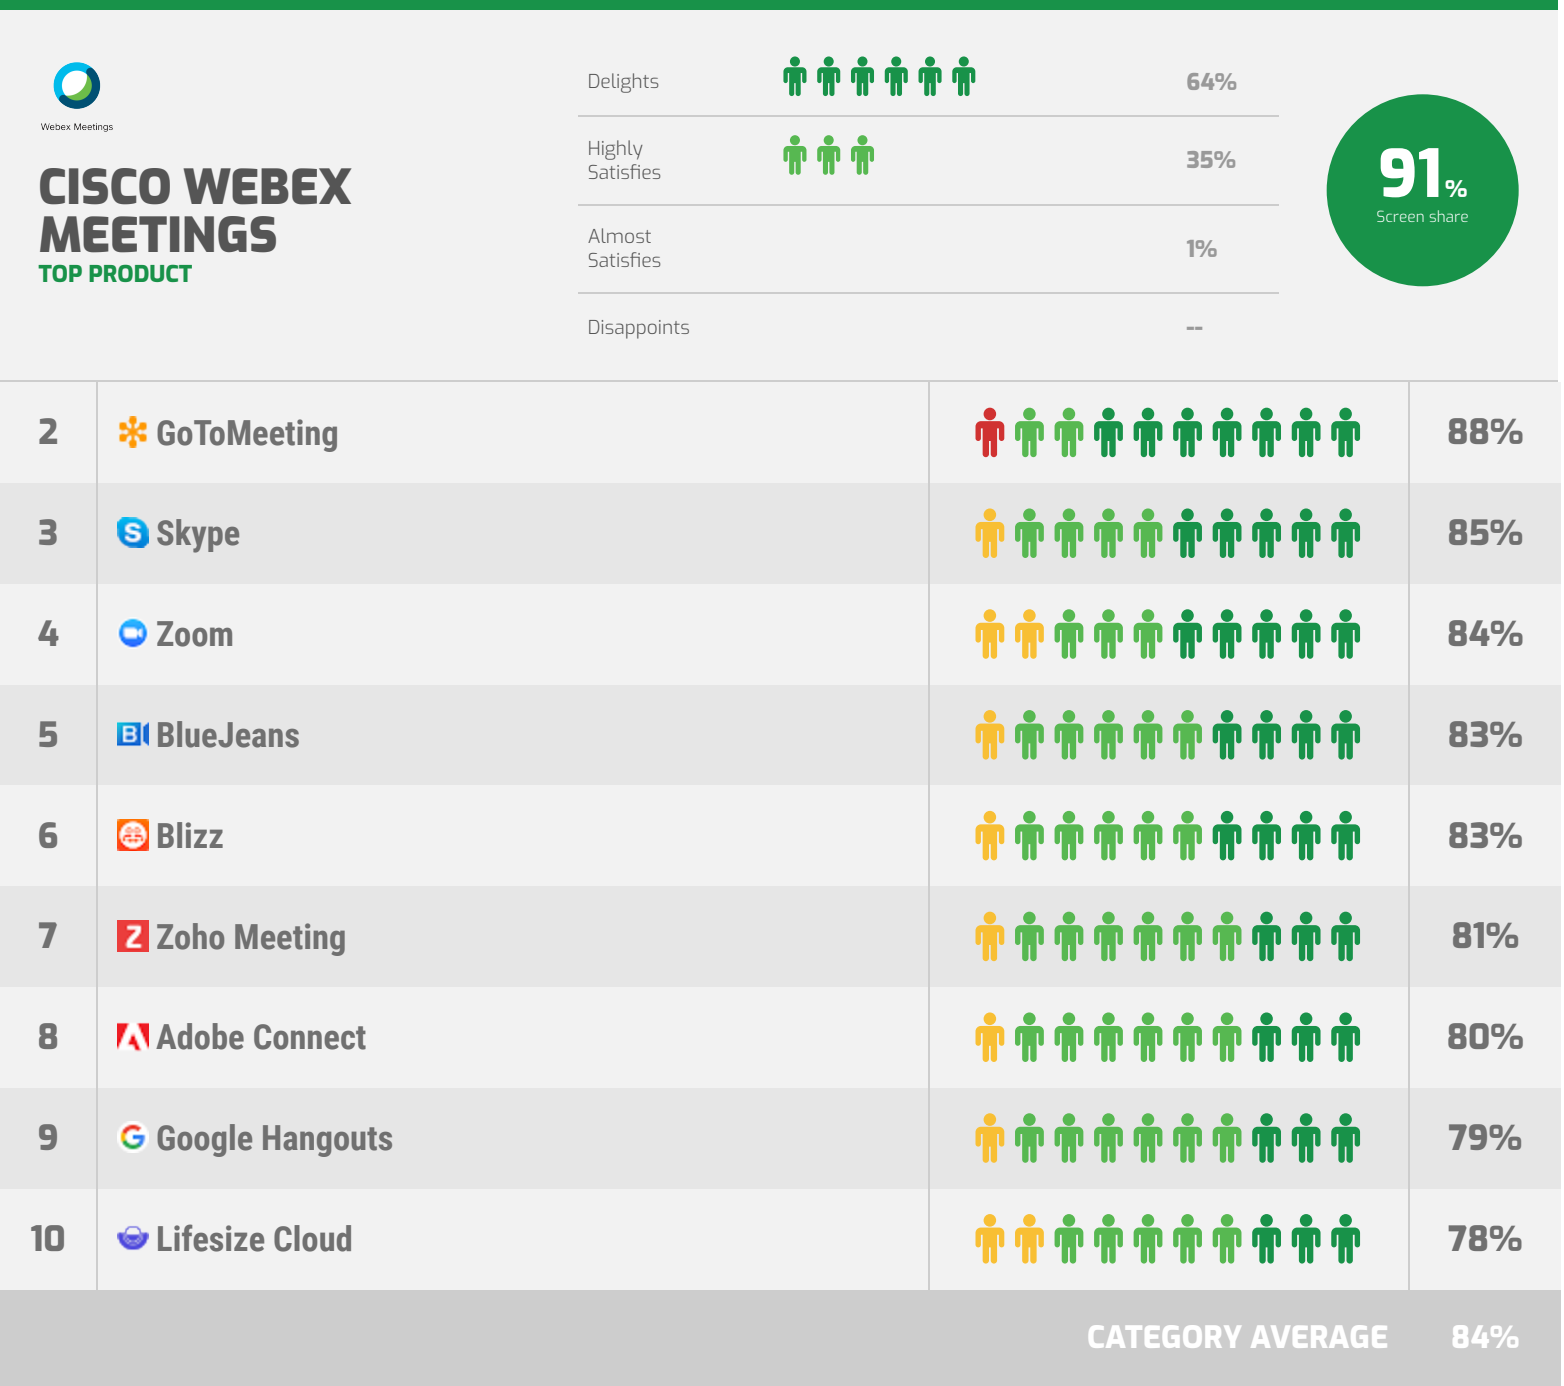 Webex Meetings
CISCO WEBEX
MEETINGS
TOP PRODUCT
Delights 64%
Highly
Satisfies 35%
Almost
Satisfies 1%
Disappoints --
91%
Screen share
2 GoToMeeting 88%
3 Skype 85%
4 Zoom 84%
5 BlueJeans 83%
6 Blizz 83%
7 Zoho Meeting 81%
8 Adobe Connect 80%
9 Google Hangouts 79%
10 Lifesize Cloud 78%
CATEGORY AVERAGE 84%